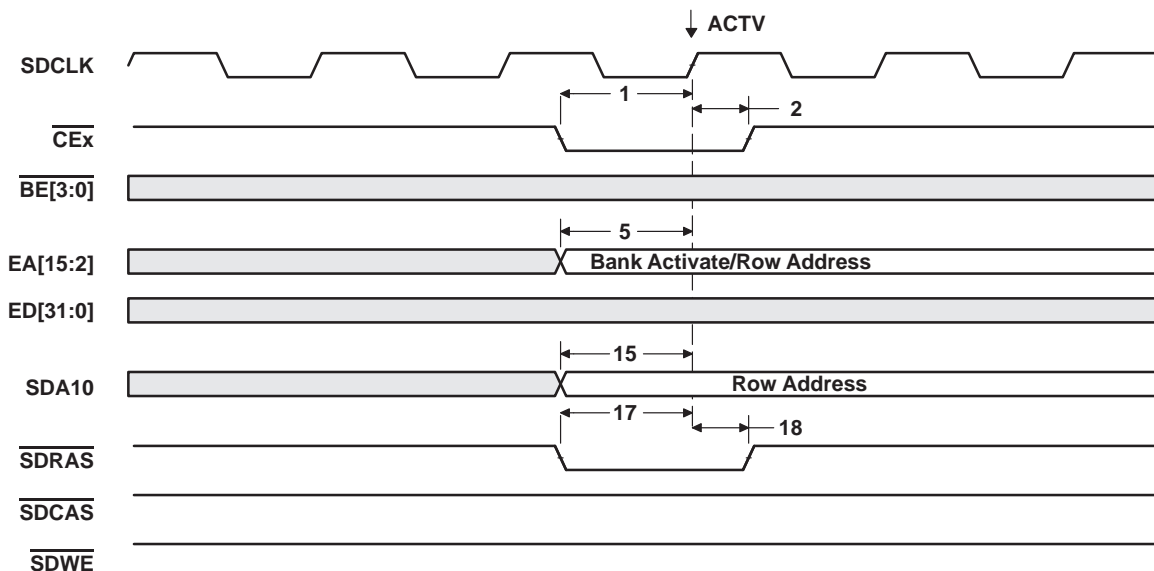 ACTV
SDCLK
1
2
CEx
BE[3:0]
5
EA[15:2]
Bank Activate/Row Address
ED[31:0]
15
SDA10
Row Address
17
18
SDRAS
SDCAS
SDWE